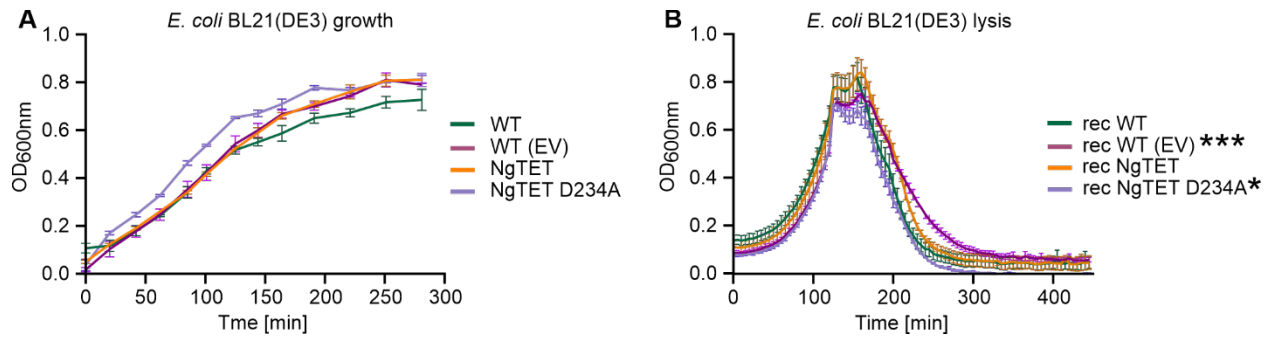 A
E. coli BL21(DE3) growth
OD600nm
1.0
0.8
0.6
0.4
0.2
0.0
0
50
100
150
200
250
300
Tme [min]
WT
WT (EV)
NgTET
NgTET D234A
B
E. coli BL21(DE3) lysis
OD600nm
1.0
0.8
0.6
0.4
0.2
0.0
0
100
200
300
400
Time [min]
rec WT
rec WT (EV) ***
rec NgTET
rec NgTET D234A*